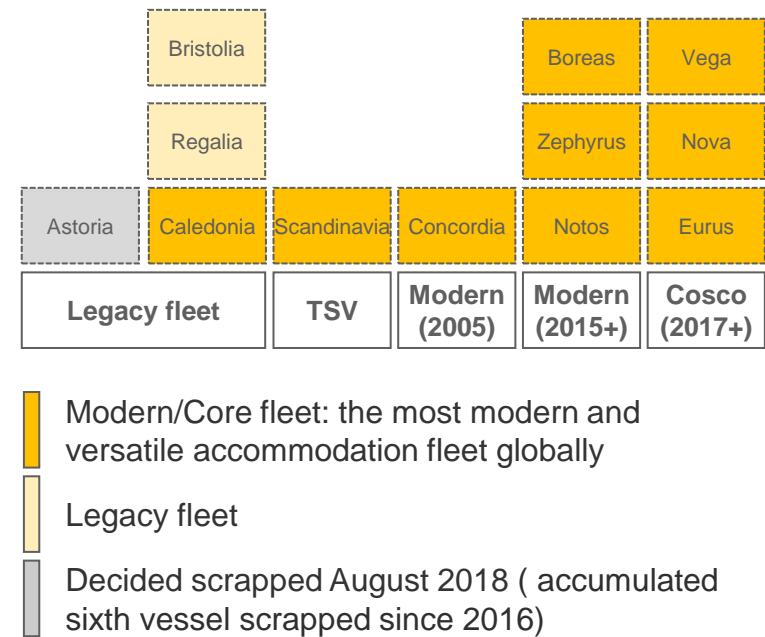 Bristolia
Boreas
Vega
Regalia
Zephyrus
Nova
Astoria
Caledonia
Scandinavia
Concordia
Notos
Eurus
Legacy fleet
TSV
Modern
(2005)
Modern
(2015+)
Cosco
(2017+)
Modern/Core fleet: the most modern and
versatile accommodation fleet globally
Legacy fleet
Decided scrapped August 2018 ( accumulated
sixth vessel scrapped since 2016)